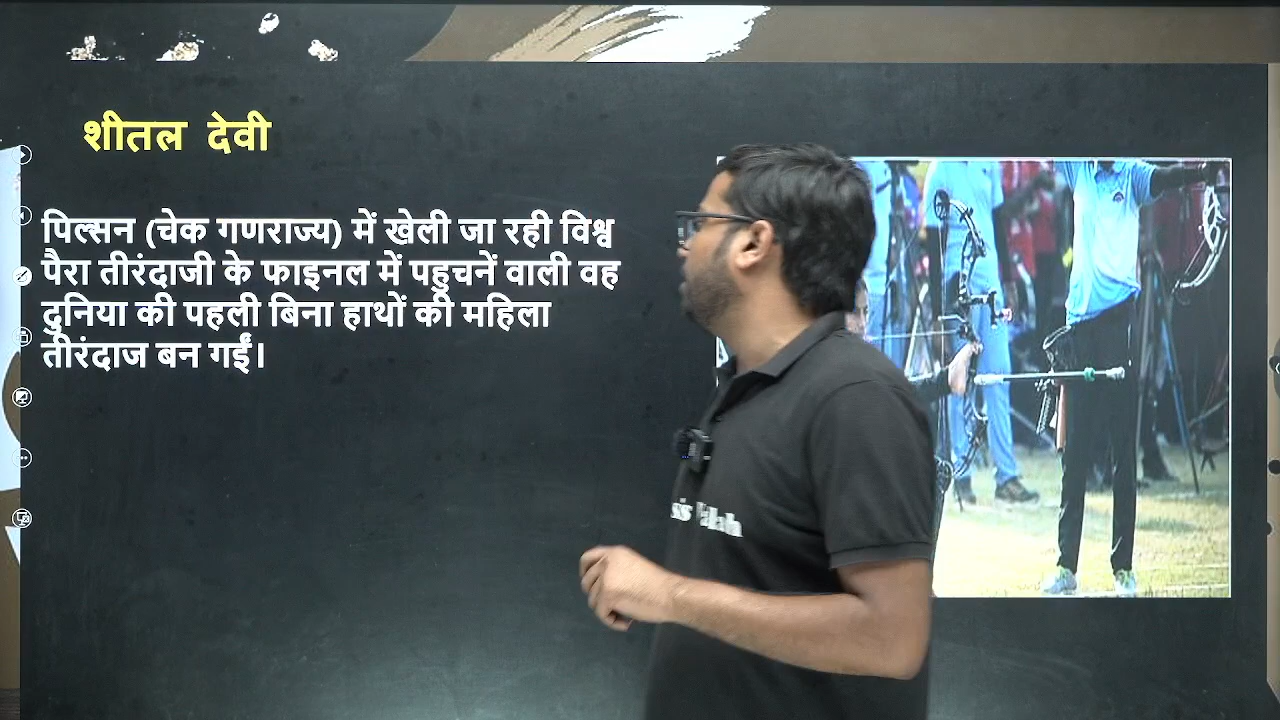 शीतल देवी
पिल्सन (चेक गणराज्य) में खेली जा रही विश्व
पैरा तीरंदाजी के फाइनल में पहुचनें वाली वह
दुनिया की पहली बिना हाथों की महिला
तीरंदाज बन गईं।